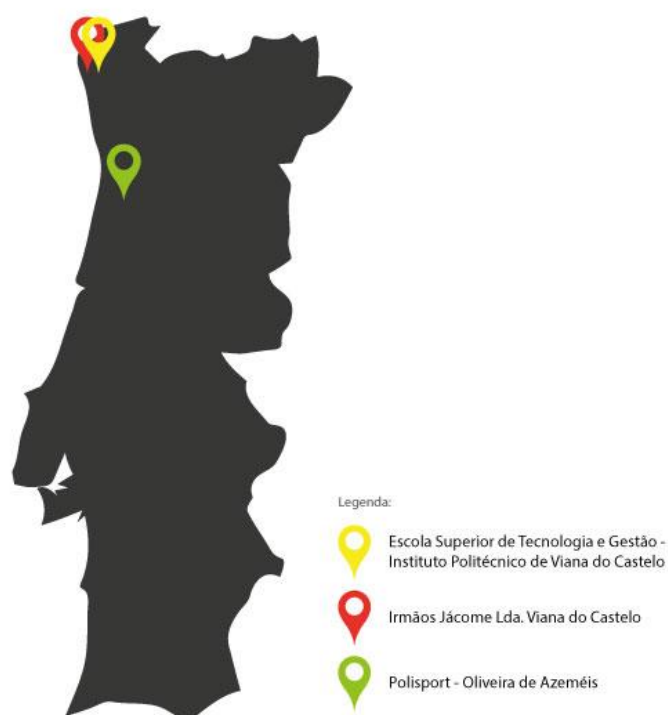 Legenda:
Escola Superior de Tecnologia e Gestão -
Instituto Politécnico de Viana do Castelo
Irmãos Jácome Lda. Viana do Castelo
Polisport - Oliveira de Azeméis